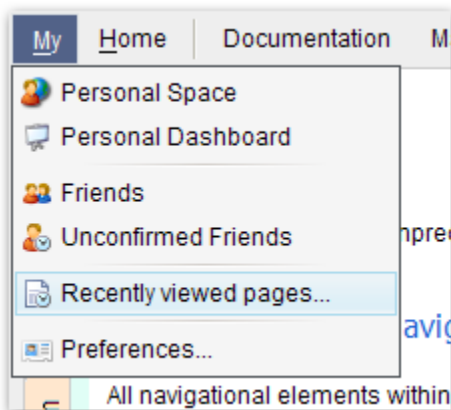 My Home Documentation
Personal Space
Personal Dashboard
Friends
Unconfirmed Friends
Recently viewed pages...
Preferences...
All navigational elements within